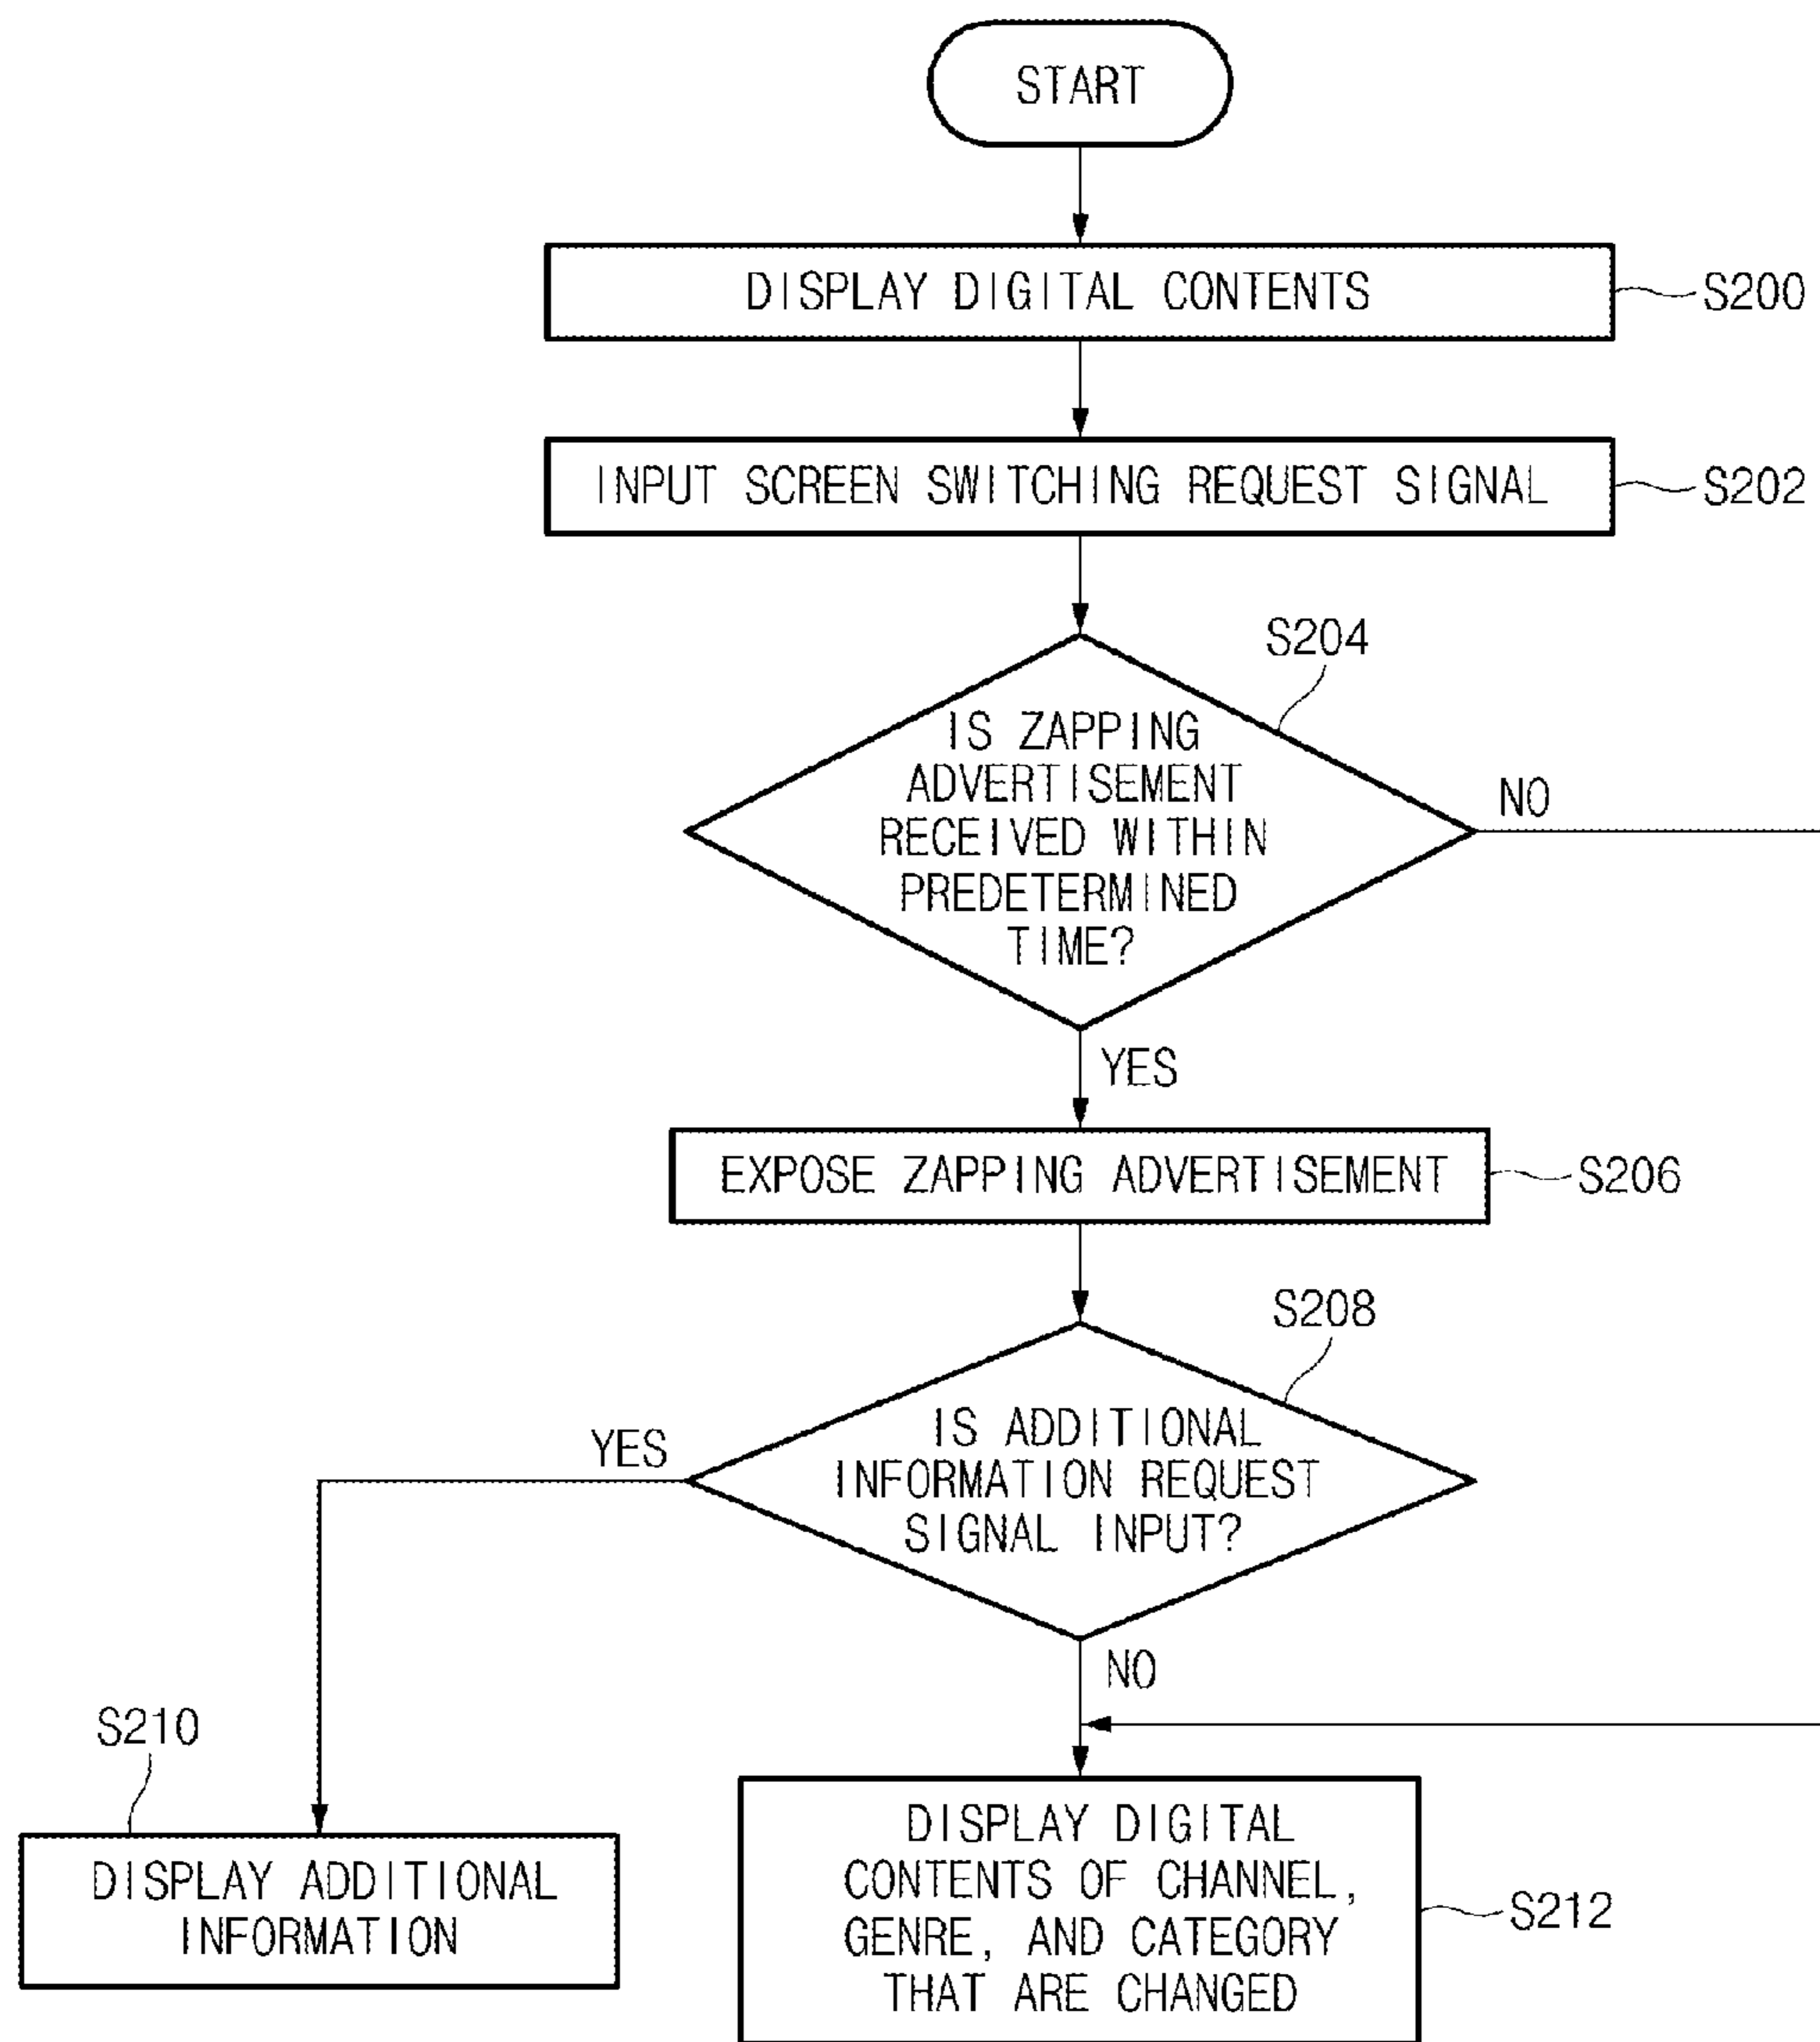 START
DISPLAY DIGITAL CONTENTS
S200
INPUT SCREEN SWITCHING REQUEST SIGNAL
S202
S204
IS ZAPPING
ADVERTISEMENT
RECEIVED WITHIN
PREDETERMINED
TIME?
NO
YES
EXPOSE ZAPPING ADVERTISEMENT
S206
S208
IS ADDITIONAL
INFORMATION REQUEST
SIGNAL INPUT?
YES
NO
S210
DISPLAY ADDITIONAL
INFORMATION
DISPLAY DIGITAL
CONTENTS OF CHANNEL,
GENRE, AND CATEGORY
THAT ARE CHANGED
S212